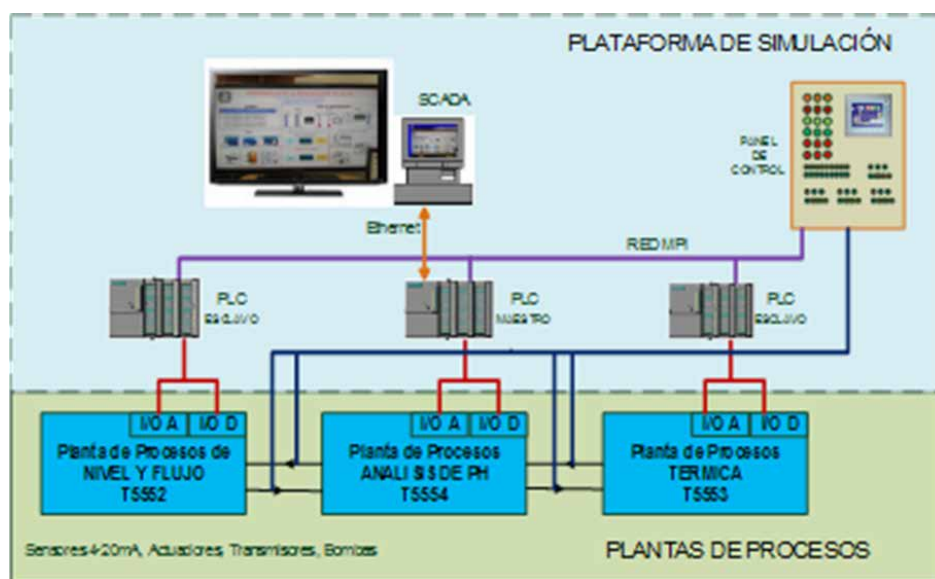 PLATAFORMA DE SIMULACIÓN
SCADA
PANEL
DE
CONTROL
Ethernet
RED MPI
PLC
ESCLAVO
PLC
MAESTRO
PLC
ESCLAVO
I/O A
I/O D
I/O A
I/O D
I/O A
I/O D
Planta de Procesos de
NIVEL Y FLUJO
T5552
Planta de Procesos
ANALISIS DE PH
T5554
Planta de Procesos
TERMICA
T5553
Sensores 4-20mA, Actuadores, Transmisores, Bombas
PLANTAS DE PROCESOS